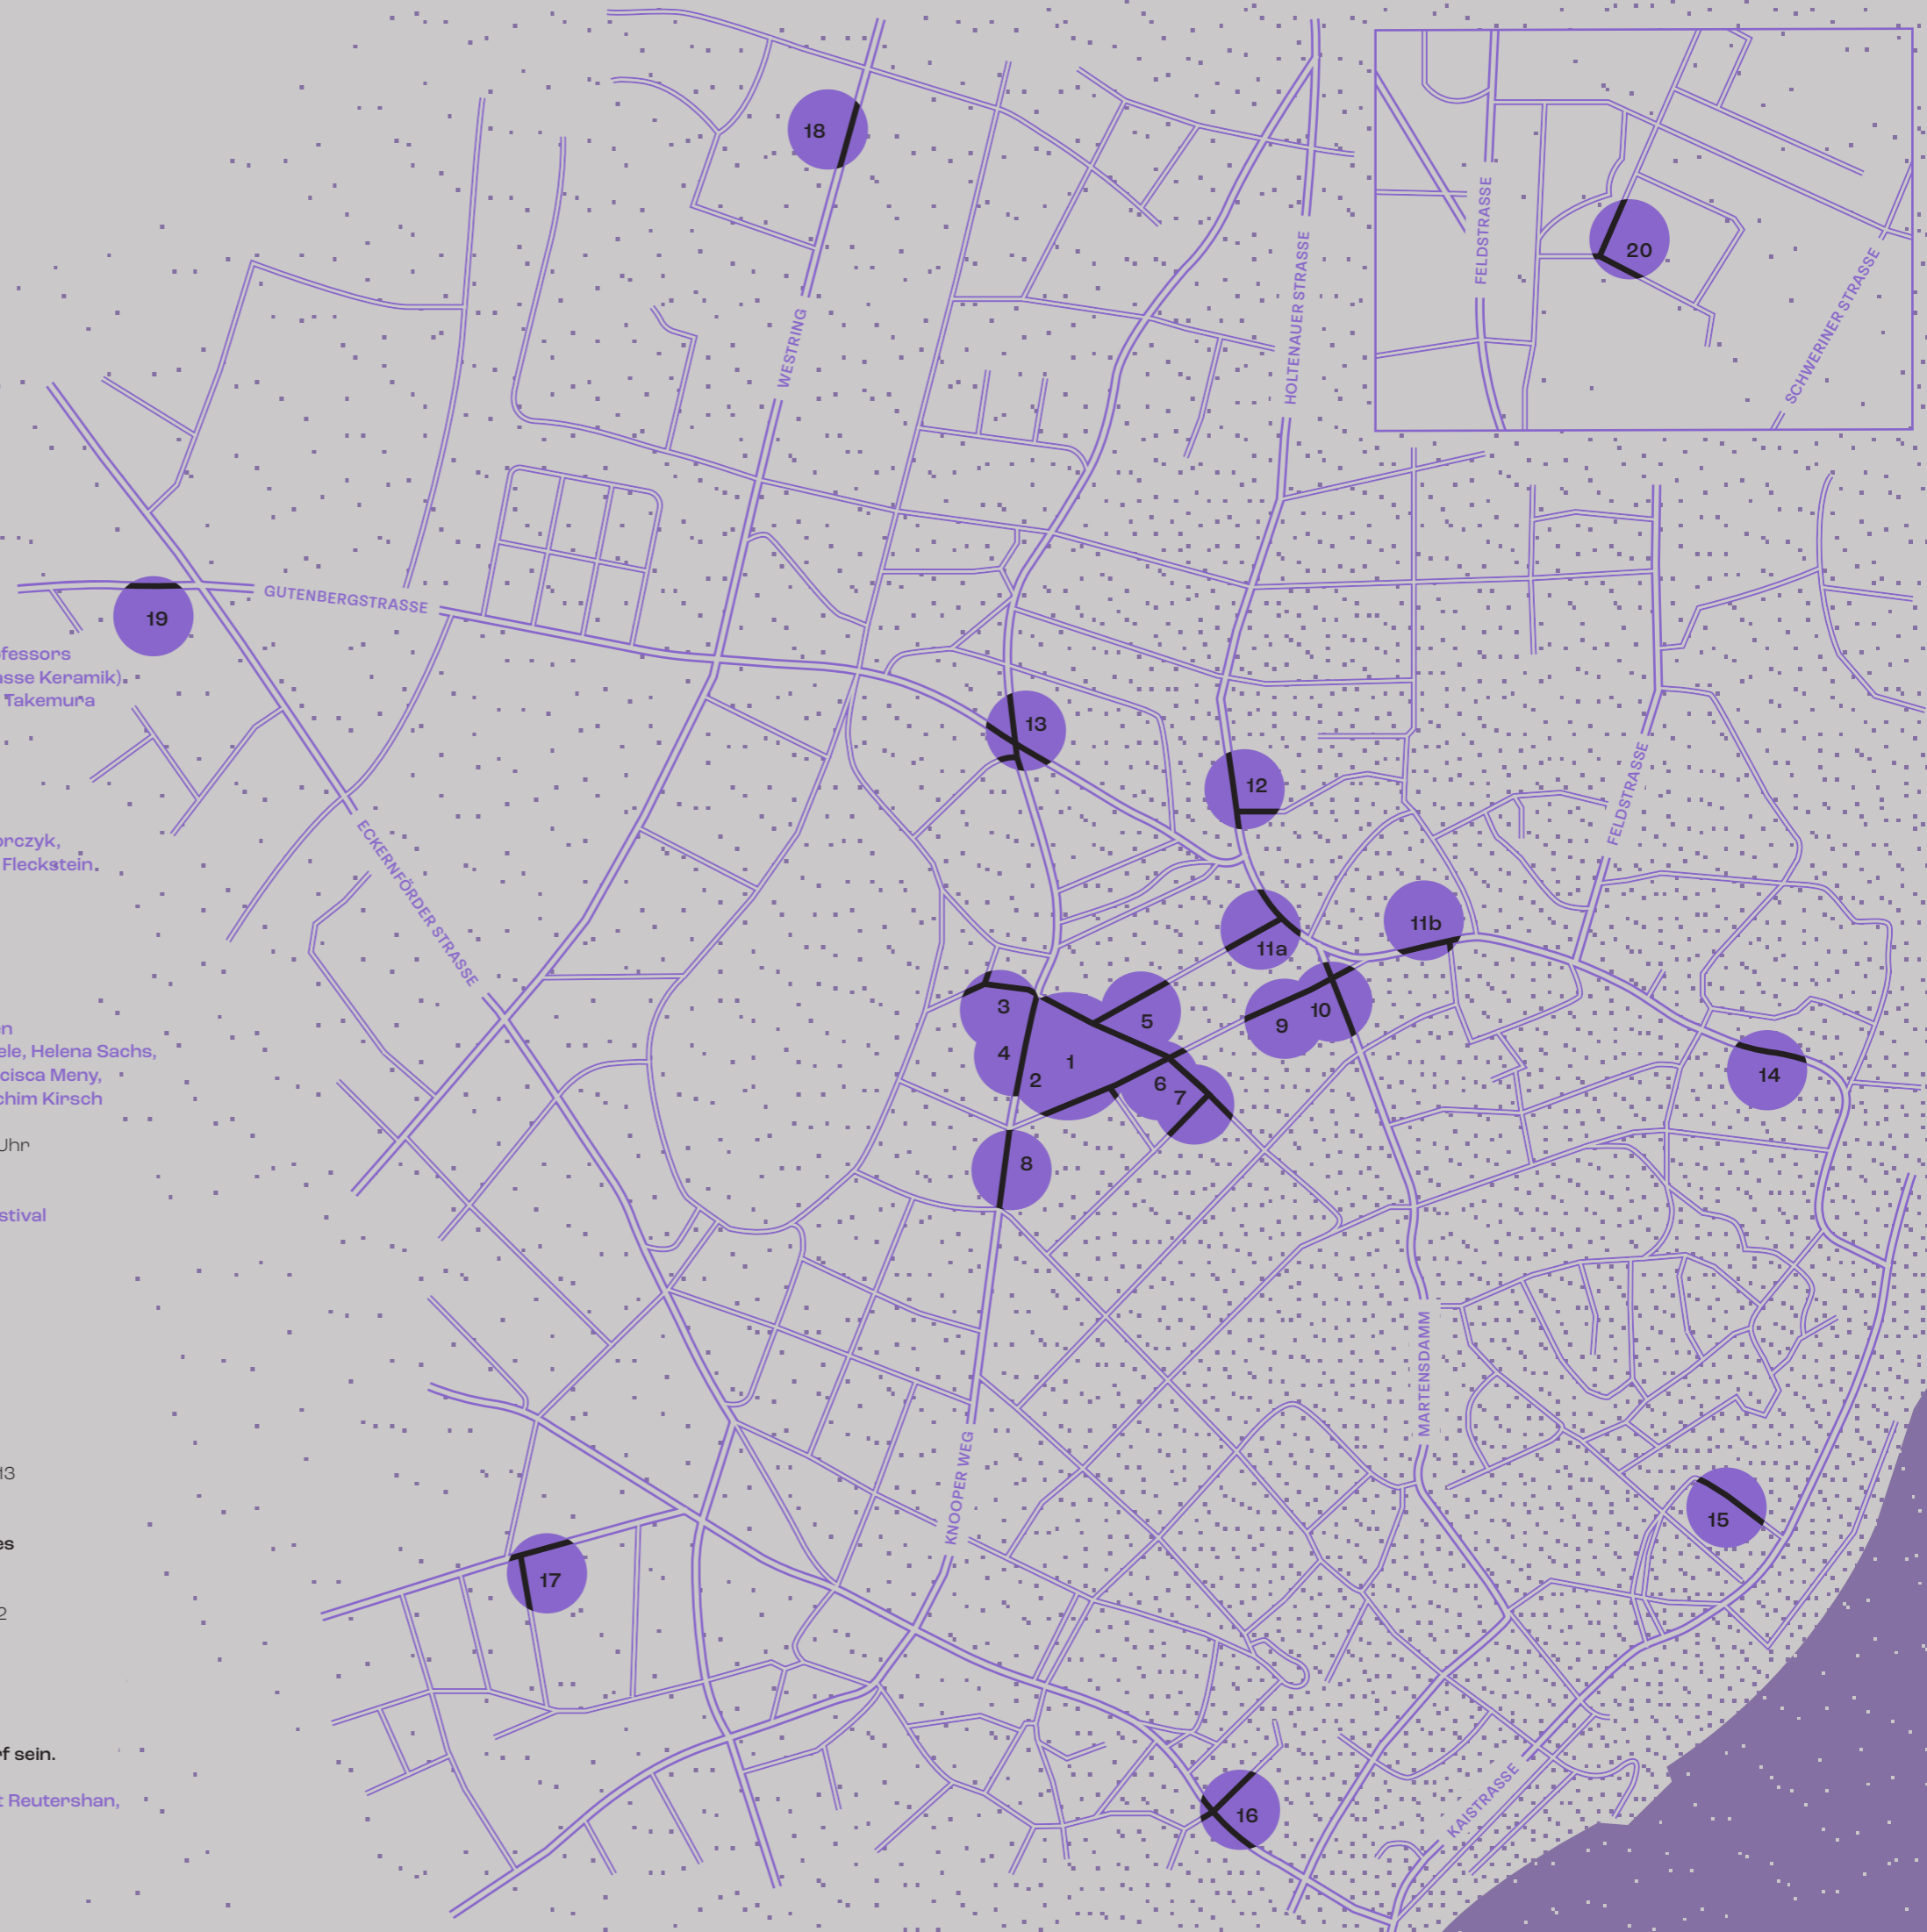 18
FELDSTRASSE
20
SCHWERINER STRASSE
WESTRING
HOLTENAUER STRASSE
19
GUTENBERGSTRASSE
fessors
asse Keramik).
Takemura
13
12
FELDSTRASSE
orczyk,
Fleckstein.
ECKERNFÖRDER STRASSE
11a
11b
3
5
9
10
4
1
2
6
7
14
en
ele, Helena Sachs,
cisca Meny,
chim Kirsch
Uhr
8
stival
MARTENSDAMM
KNOOPER WEG
13
es
15
17
2
rf sein.
t Reutershan,
16
KAISTRASSE